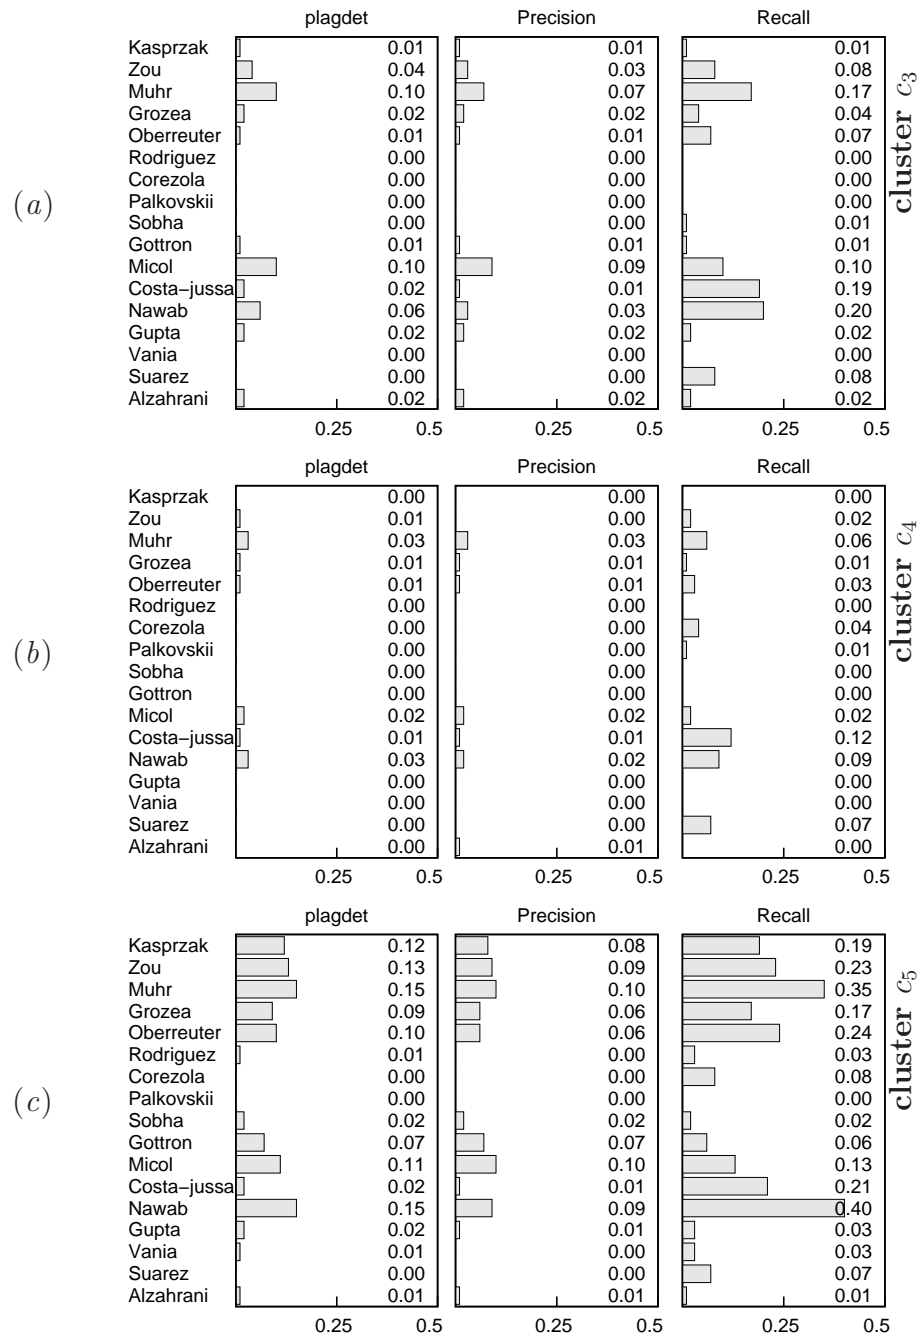 plagdet Precision Recall
Kasprzak 0.01 0.01 0.01
Zou 0.04 0.03 0.08
Muhr 0.10 0.07 0.17
Grozea 0.02 0.02 0.04
Oberreuter 0.01 0.01 0.07
Rodriguez 0.00 0.00 0.00
Corezola 0.00 0.00 0.00
(a) Palkovskii 0.00 0.00 0.00
Sobha 0.00 0.00 0.01
Gottron 0.01 0.01 0.01
Micol 0.10 0.09 0.10
Costa-jussa 0.02 0.01 0.19
Nawab 0.06 0.03 0.20
Gupta 0.02 0.02 0.02
Vania 0.00 0.00 0.00
Suarez 0.00 0.00 0.08
Alzahrani 0.02 0.02 0.02
0.25 0.5 0.25 0.5 0.25 0.5
cluster c3
plagdet Precision Recall
Kasprzak 0.00 0.00 0.00
Zou 0.01 0.00 0.02
Muhr 0.03 0.03 0.06
Grozea 0.01 0.01 0.01
Oberreuter 0.01 0.01 0.03
Rodriguez 0.00 0.00 0.00
Corezola 0.00 0.00 0.04
(b) Palkovskii 0.00 0.00 0.01
Sobha 0.00 0.00 0.00
Gottron 0.00 0.00 0.00
Micol 0.02 0.02 0.02
Costa-jussa 0.01 0.01 0.12
Nawab 0.03 0.02 0.09
Gupta 0.00 0.00 0.00
Vania 0.00 0.00 0.00
Suarez 0.00 0.00 0.07
Alzahrani 0.00 0.01 0.00
0.25 0.5 0.25 0.5 0.25 0.5
cluster c4
plagdet Precision Recall
Kasprzak 0.12 0.08 0.19
Zou 0.13 0.09 0.23
Muhr 0.15 0.10 0.35
Grozea 0.09 0.06 0.17
Oberreuter 0.10 0.06 0.24
Rodriguez 0.01 0.00 0.03
Corezola 0.00 0.00 0.08
(c) Palkovskii 0.00 0.00 0.00
Sobha 0.02 0.02 0.02
Gottron 0.07 0.07 0.06
Micol 0.11 0.10 0.13
Costa-jussa 0.02 0.01 0.21
Nawab 0.15 0.09 0.40
Gupta 0.02 0.01 0.03
Vania 0.01 0.00 0.03
Suarez 0.00 0.00 0.07
Alzahrani 0.01 0.01 0.01
0.25 0.5 0.25 0.5 0.25 0.5
cluster c5